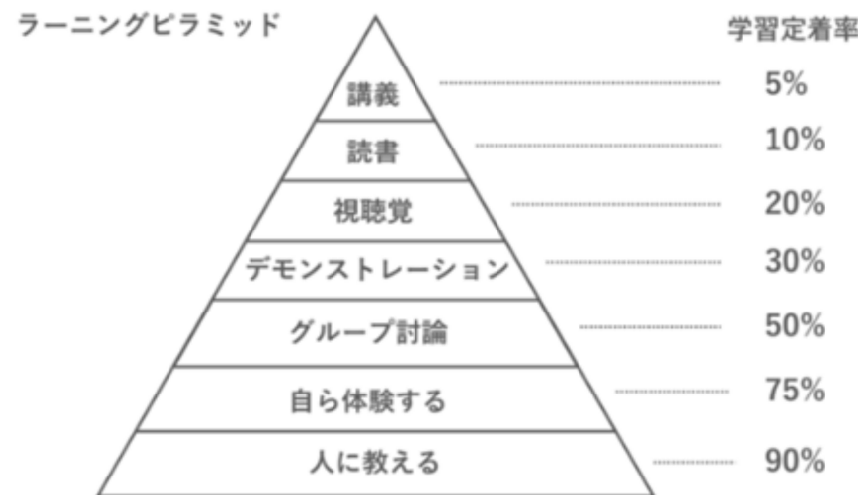 ラーニングピラミッド
学習定着率
講義 5%
読書 10%
視聴覚 20%
デモンストレーション 30%
グループ討論 50%
自ら体験する 75%
人に教える 90%